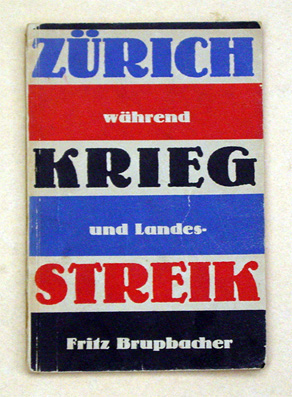 ZÜRICH
während
KRIEG
und Landes-
STREIK
Fritz Brupbacher